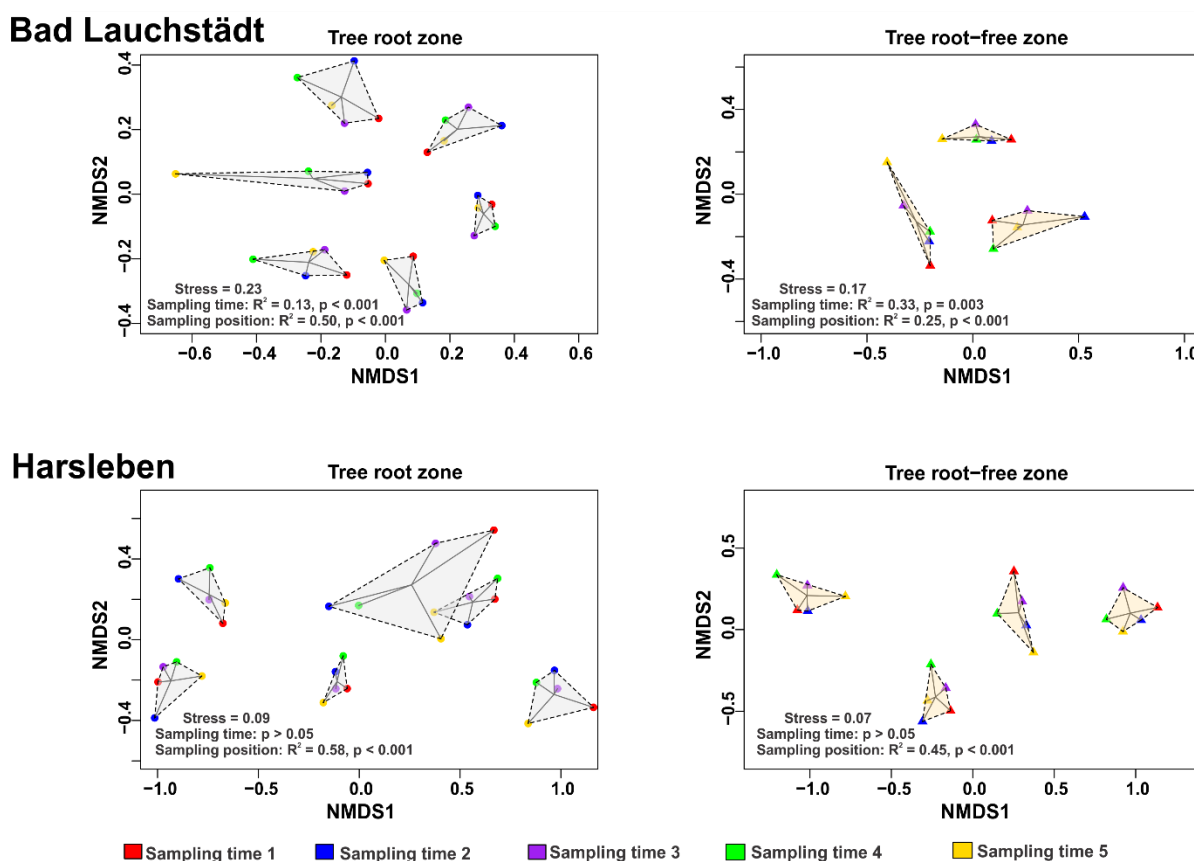 Bad Lauchstädt
Tree root zone
Tree root−free zone
NMDS2
0.4
0.2
0.0
−0.2
−0.4
Stress = 0.23
Sampling time: R² = 0.13, p < 0.001
Sampling position: R² = 0.50, p < 0.001
−0.6 −0.4 −0.2 0.0 0.2 0.4 0.6
NMDS1
NMDS2
0.4
0.0
−0.4
Stress = 0.17
Sampling time: R² = 0.33, p = 0.003
Sampling position: R² = 0.25, p < 0.001
−1.0 −0.5 0.0 0.5 1.0
NMDS1
Harsleben
Tree root zone
Tree root−free zone
NMDS2
0.4
0.0
−0.4
Stress = 0.09
Sampling time: p > 0.05
Sampling position: R² = 0.58, p < 0.001
−1.0 −0.5 0.0 0.5 1.0
NMDS1
NMDS2
0.5
0.0
−0.5
Stress = 0.07
Sampling time: p > 0.05
Sampling position: R² = 0.45, p < 0.001
−1.0 −0.5 0.0 0.5 1.0
NMDS1
Sampling time 1 Sampling time 2 Sampling time 3 Sampling time 4 Sampling time 5